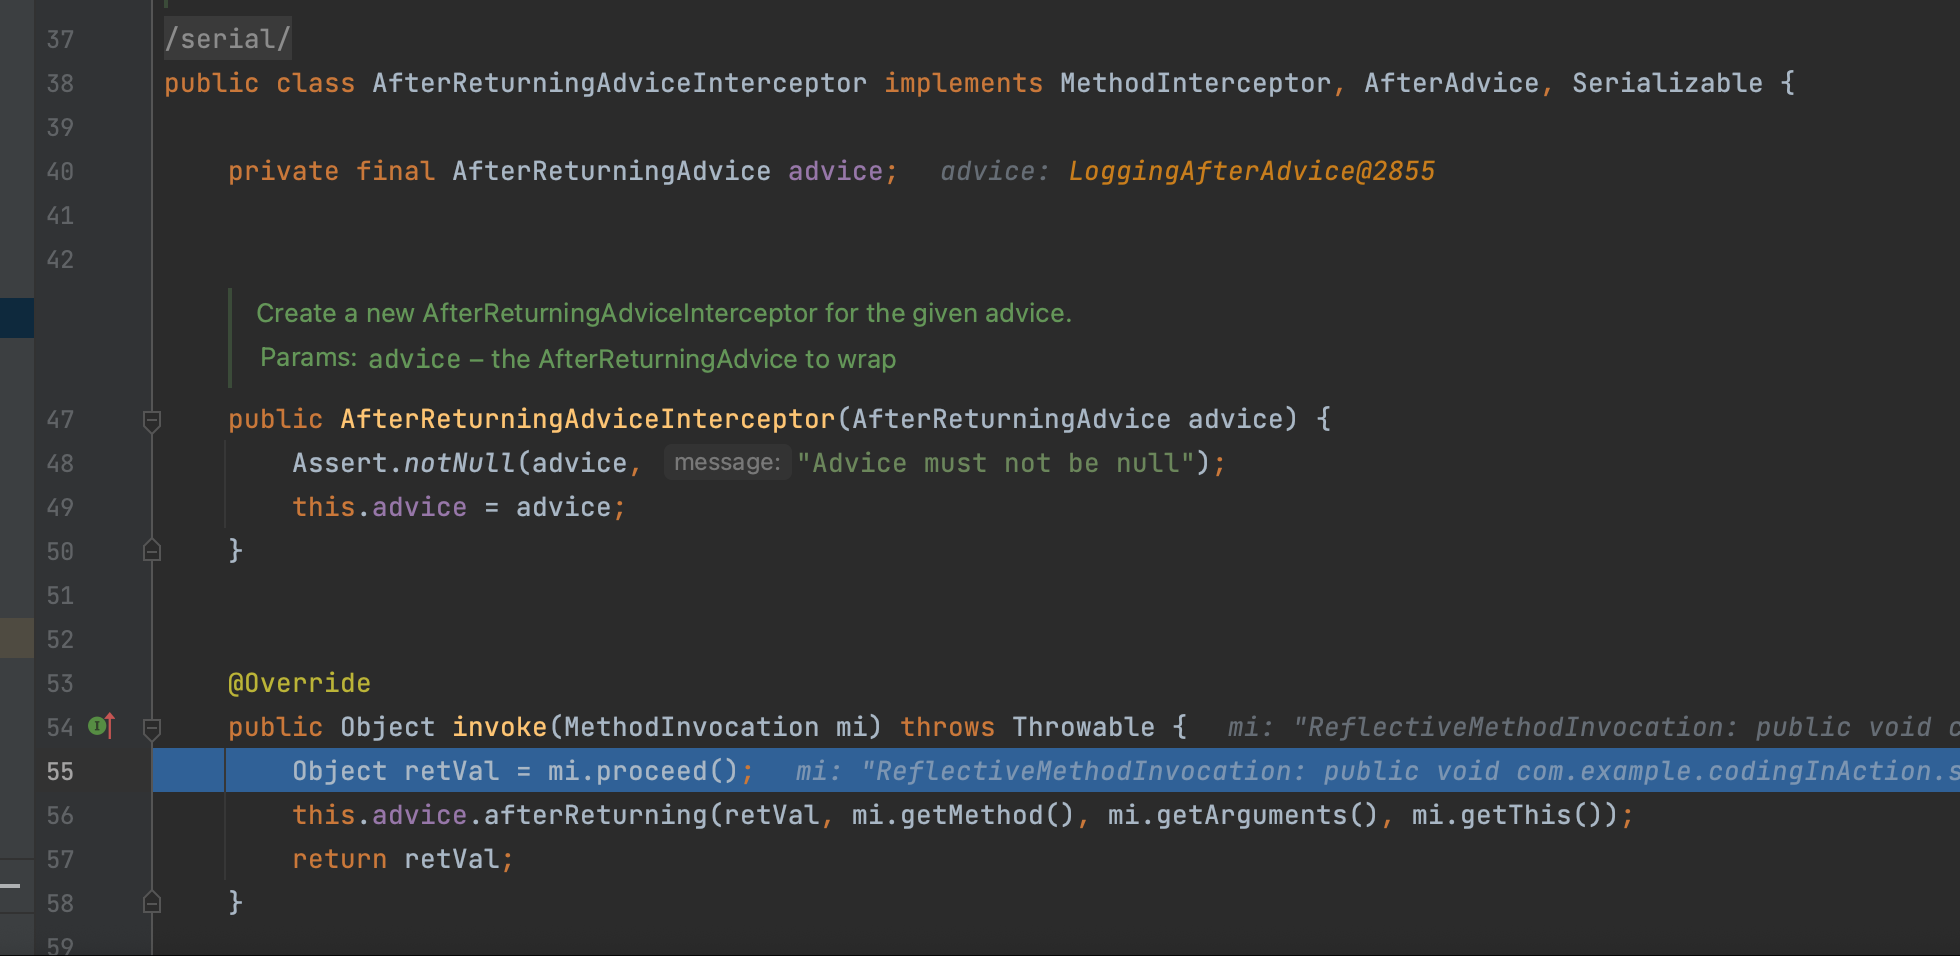 37 /serial/
38 public class AfterReturningAdviceInterceptor implements MethodInterceptor, AfterAdvice, Serializable {
39
40 private final AfterReturningAdvice advice; advice: LoggingAfterAdvice@2855
41
42
Create a new AfterReturningAdviceInterceptor for the given advice.
Params: advice – the AfterReturningAdvice to wrap
47 public AfterReturningAdviceInterceptor(AfterReturningAdvice advice) {
48 Assert.notNull(advice, message: "Advice must not be null");
49 this.advice = advice;
50 }
51
52
53 @Override
54 public Object invoke(MethodInvocation mi) throws Throwable { mi: "ReflectiveMethodInvocation: public void c
55 Object retVal = mi.proceed(); mi: "ReflectiveMethodInvocation: public void com.example.codingInAction.s
56 this.advice.afterReturning(retVal, mi.getMethod(), mi.getArguments(), mi.getThis());
57 return retVal;
58 }
59